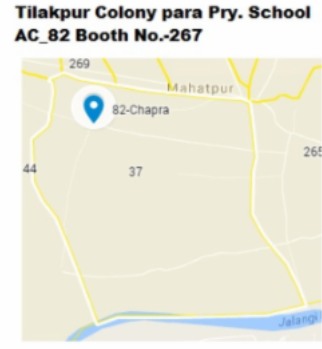 Tilakpur Colony para Pry. School
AC_82 Booth No.-267
269
Mahatpur
82-Chapra
44
37
265
Jalangi